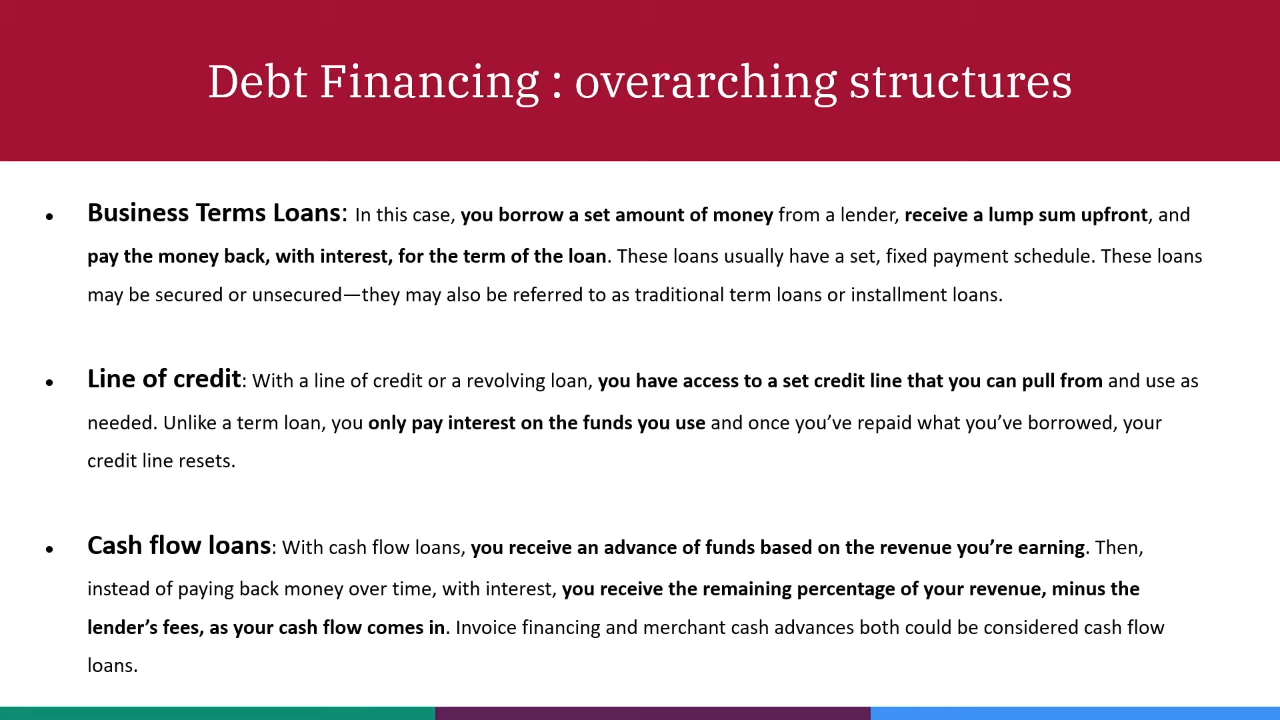 Debt Financing : overarching structures
• Business Terms Loans: In this case, you borrow a set amount of money from a lender, receive a lump sum upfront, and
pay the money back, with interest, for the term of the loan. These loans usually have a set, fixed payment schedule. These loans
may be secured or unsecured—they may also be referred to as traditional term loans or installment loans.
• Line of credit: With a line of credit or a revolving loan, you have access to a set credit line that you can pull from and use as
needed. Unlike a term loan, you only pay interest on the funds you use and once you’ve repaid what you’ve borrowed, your
credit line resets.
• Cash flow loans: With cash flow loans, you receive an advance of funds based on the revenue you’re earning. Then,
instead of paying back money over time, with interest, you receive the remaining percentage of your revenue, minus the
lender’s fees, as your cash flow comes in. Invoice financing and merchant cash advances both could be considered cash flow
loans.